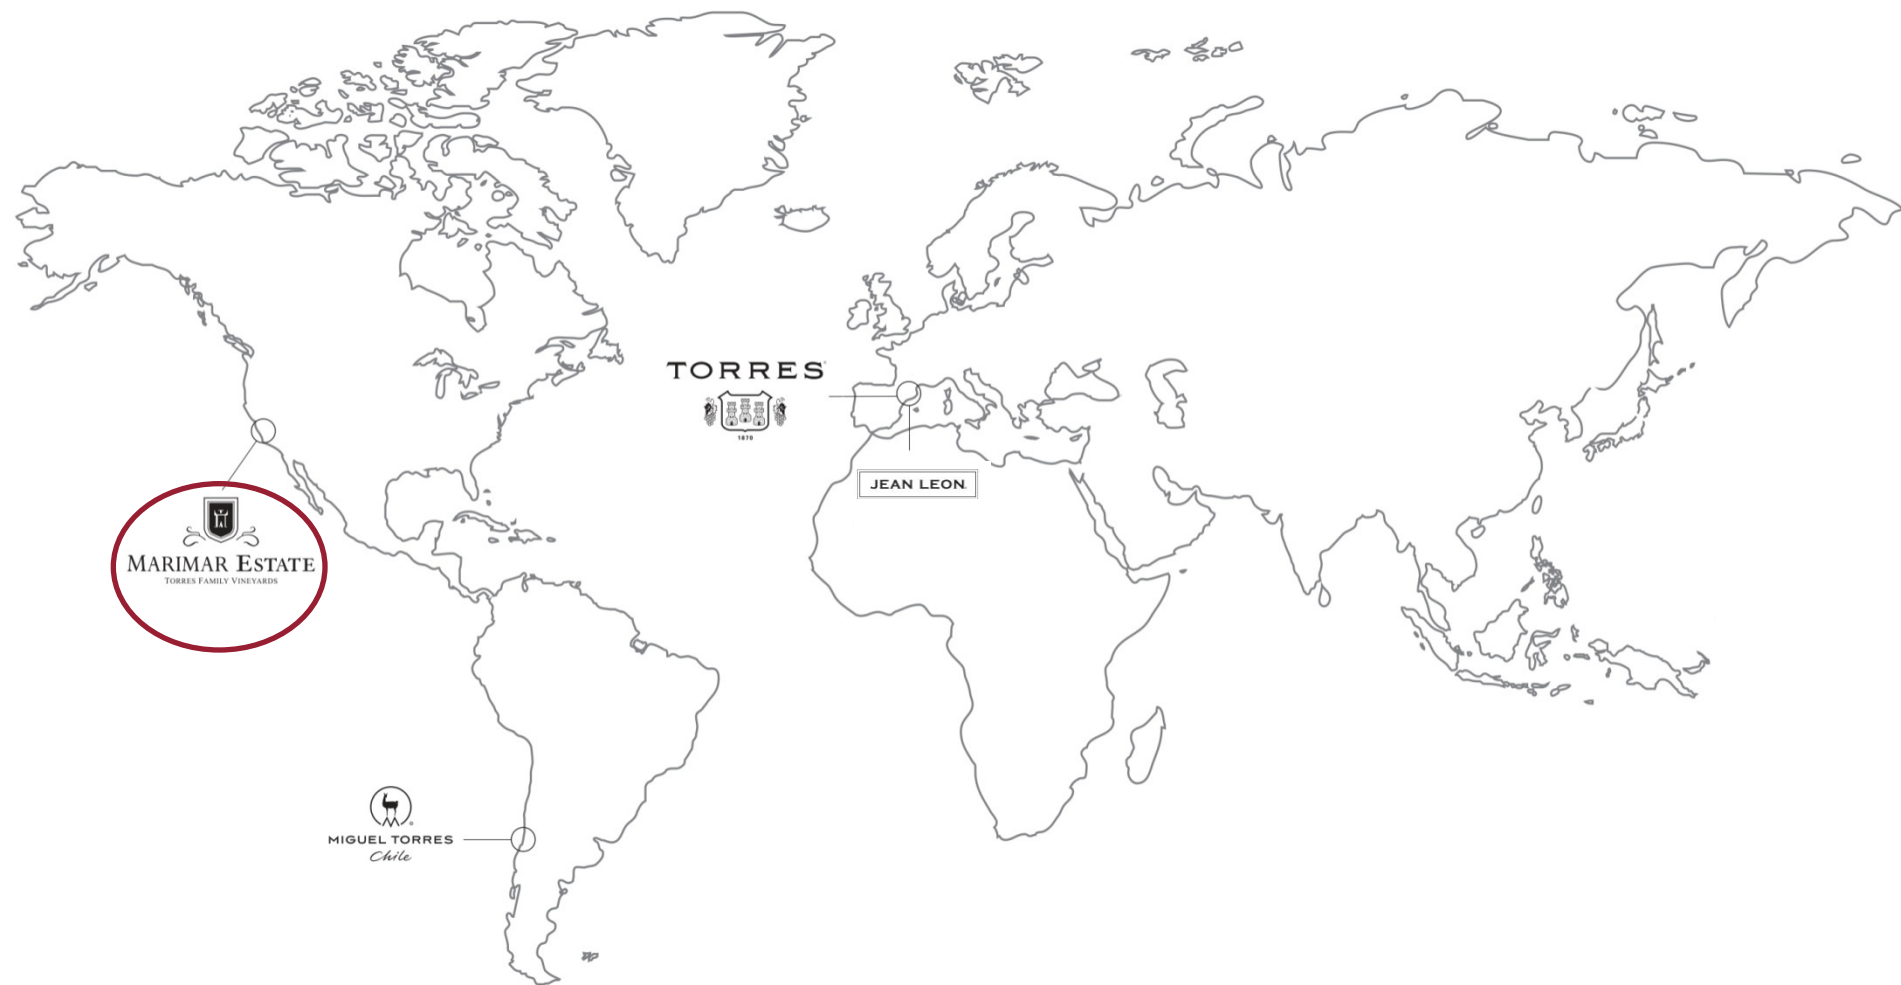 TORRES
1870
JEAN LEON
MARIMAR ESTATE
TORRES FAMILY VINEYARDS
MIGUEL TORRES
Chile